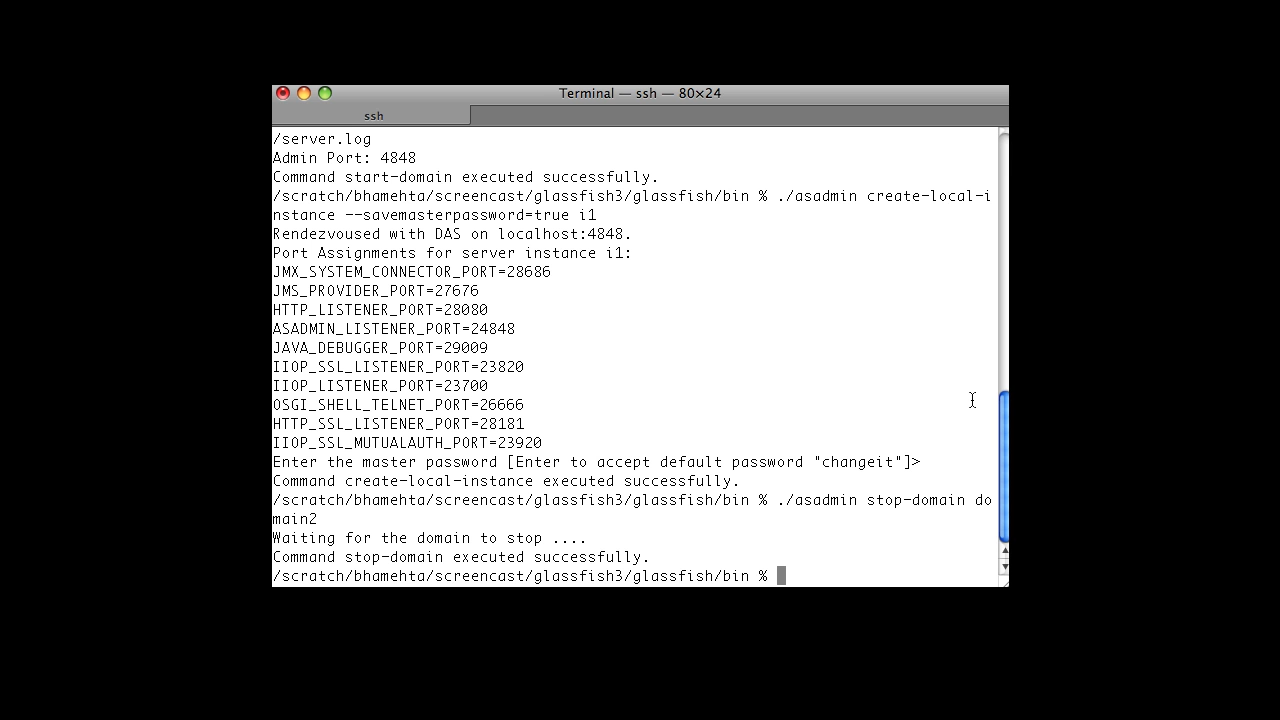 Terminal — ssh — 80×24
ssh
/server.log
Admin Port: 4848
Command start-domain executed successfully.
/scratch/bhamehta/screencast/glassfish3/glassfish/bin % ./asadmin create-local-i
nstance --savemasterpassword=true i1
Rendezvoused with DAS on localhost:4848.
Port Assignments for server instance i1:
JMX_SYSTEM_CONNECTOR_PORT=28686
JMS_PROVIDER_PORT=27676
HTTP_LISTENER_PORT=28080
ASADMIN_LISTENER_PORT=24848
JAVA_DEBUGGER_PORT=29009
IIOP_SSL_LISTENER_PORT=23820
IIOP_LISTENER_PORT=23700
OSGI_SHELL_TELNET_PORT=26666
HTTP_SSL_LISTENER_PORT=28181
IIOP_SSL_MUTUALAUTH_PORT=23920
Enter the master password [Enter to accept default password "changeit"]>
Command create-local-instance executed successfully.
/scratch/bhamehta/screencast/glassfish3/glassfish/bin % ./asadmin stop-domain do
main2
Waiting for the domain to stop ....
Command stop-domain executed successfully.
/scratch/bhamehta/screencast/glassfish3/glassfish/bin %